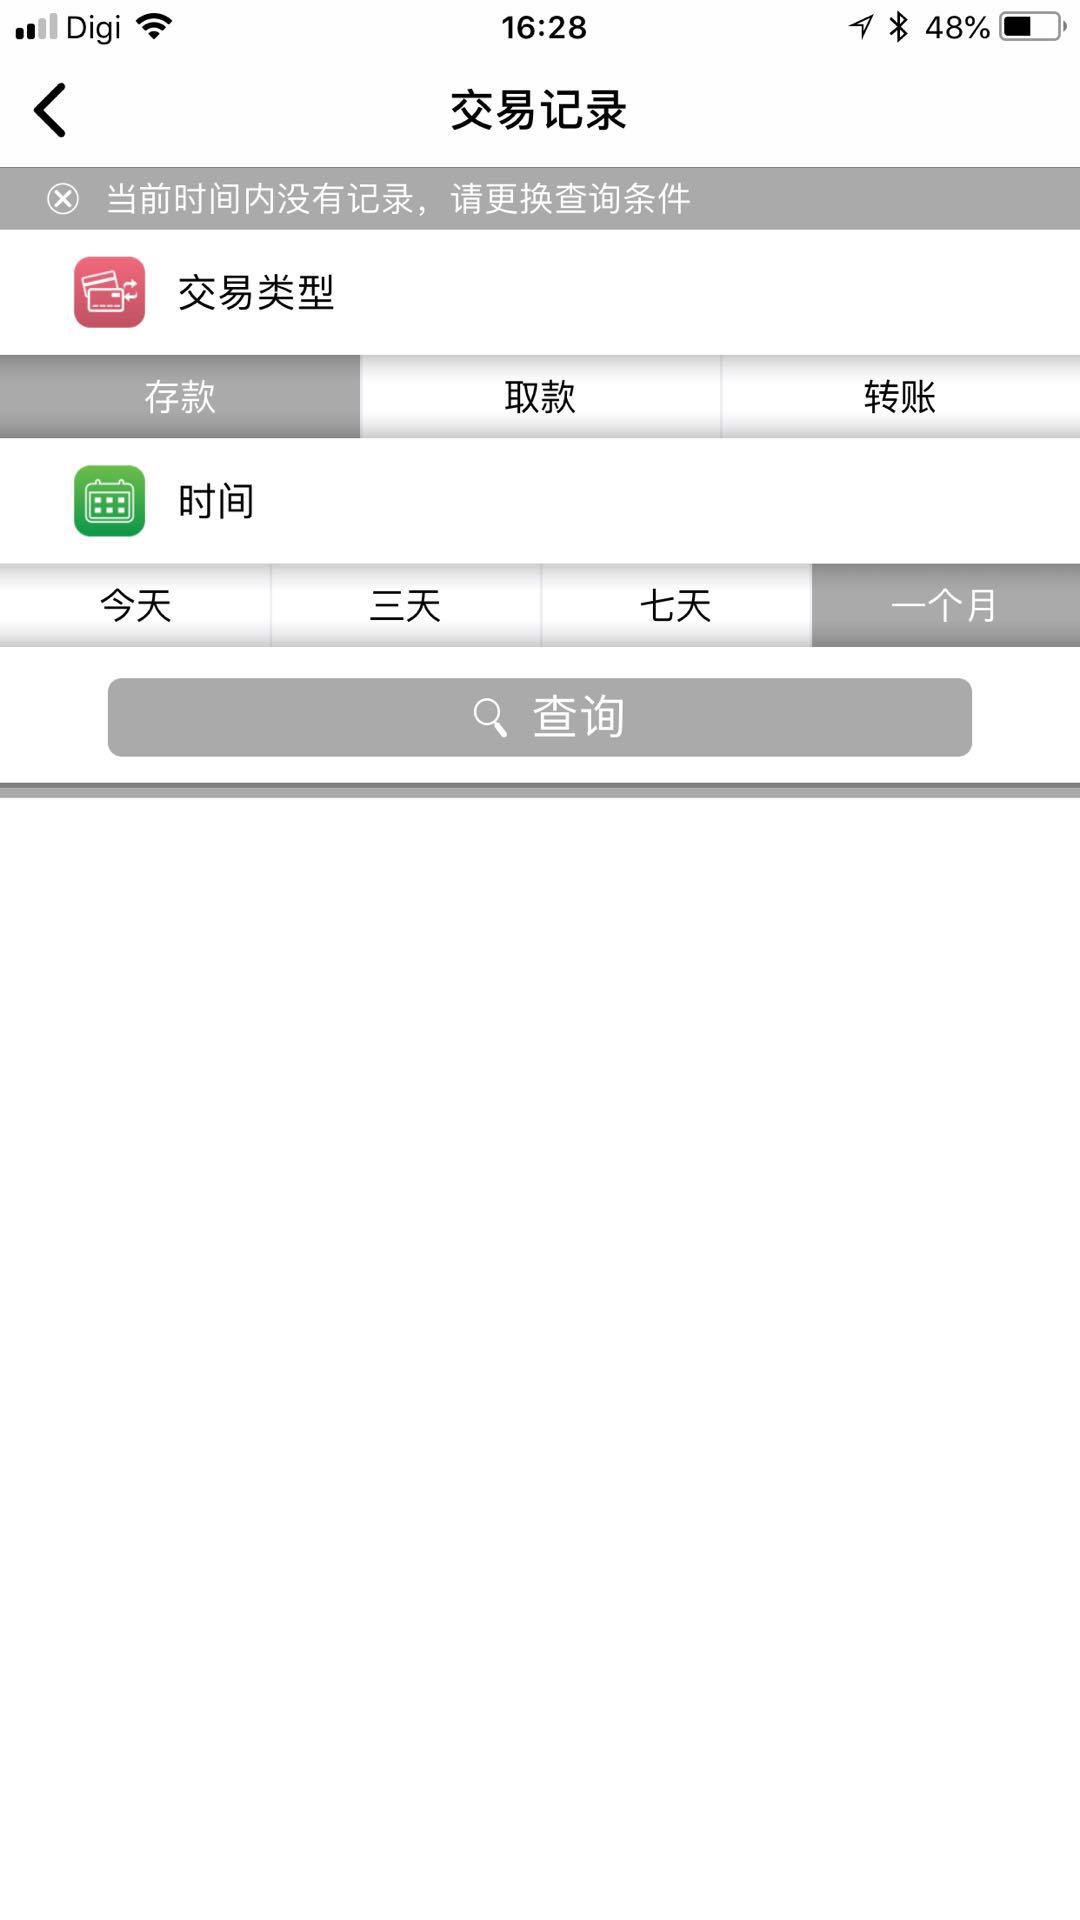 Digi 16:28 48%
交易记录
当前时间内没有记录，请更换查询条件
交易类型
存款 取款 转账
时间
今天 三天 七天 一个月
查询